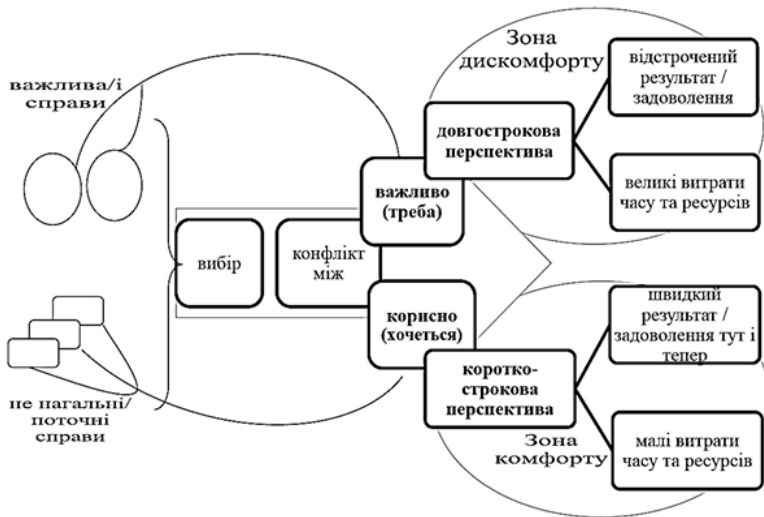 важлива/і
справи
не нагальні/
поточні
справи
вибір
конфлікт
між
важливо
(треба)
корисно
(хочеться)
Зона
дискомфорту
довгострокова
перспектива
відстрочений
результат /
задоволення
великі витрати
часу та ресурсів
коротко-
строкова
перспектива
Зона
комфорту
швидкий
результат /
задоволення тут і
тепер
малі витрати
часу та ресурсів